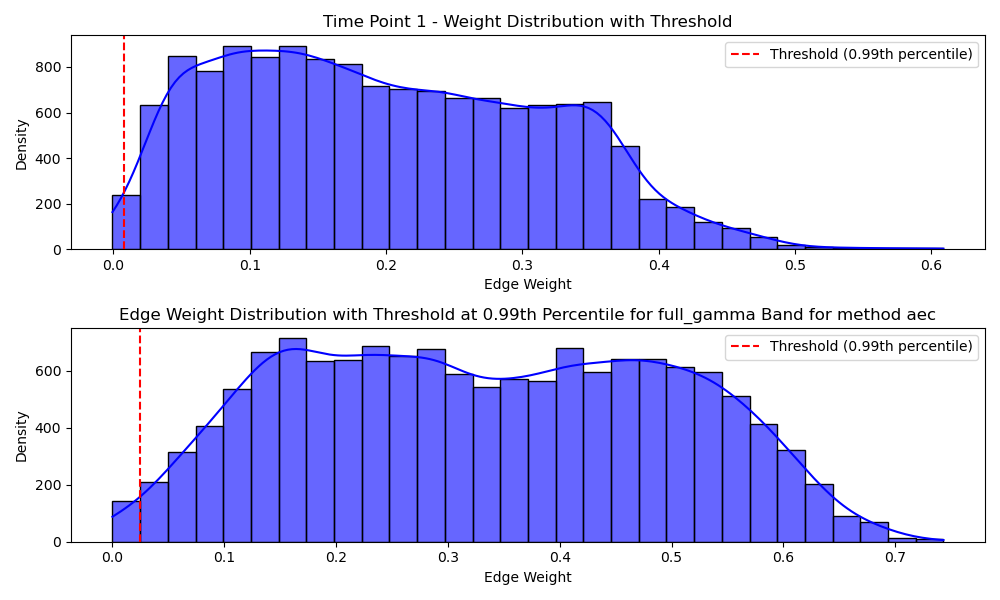 Time Point 1 - Weight Distribution with Threshold
Threshold (0.99th percentile)
Density
800
600
400
200
0
0.0 0.1 0.2 0.3 0.4 0.5 0.6
Edge Weight
Edge Weight Distribution with Threshold at 0.99th Percentile for full_gamma Band for method aec
Threshold (0.99th percentile)
Density
600
400
200
0
0.0 0.1 0.2 0.3 0.4 0.5 0.6 0.7
Edge Weight